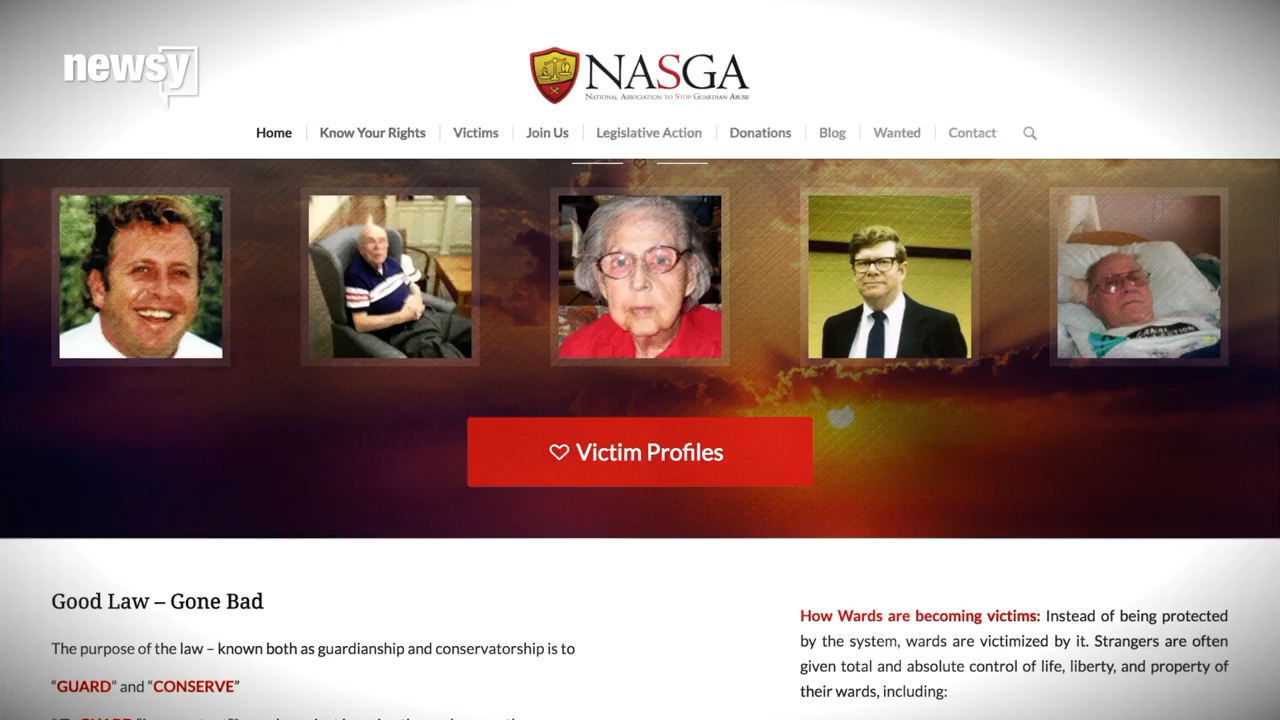 newsy
NASGA
National Association to Stop Guardian Abuse
Home Know Your Rights Victims Join Us Legislative Action Donations Blog Wanted Contact
Victim Profiles
Good Law – Gone Bad
The purpose of the law – known both as guardianship and conservatorship is to
“GUARD” and “CONSERVE”
How Wards are becoming victims: Instead of being protected
by the system, wards are victimized by it. Strangers are often
given total and absolute control of life, liberty, and property of
their wards, including: